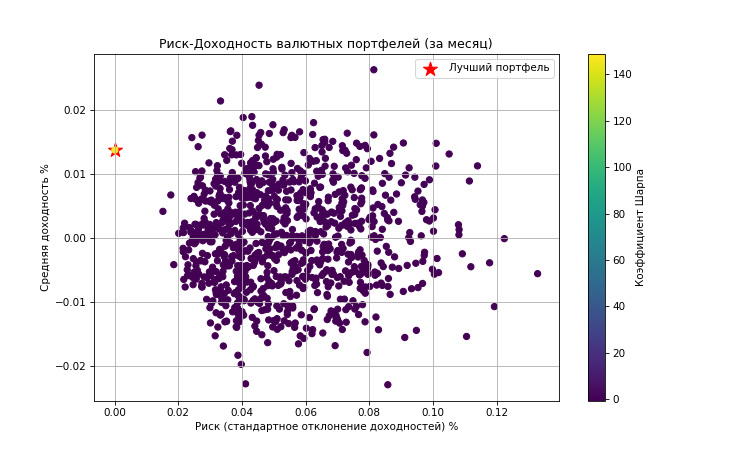 Риск-Доходность валютных портфелей (за месяц)
Лучший портфель
Средняя доходность %
0.02
0.01
0.00
−0.01
−0.02
0.00 0.02 0.04 0.06 0.08 0.10 0.12
Риск (стандартное отклонение доходностей) %
140
120
100
80
60
40
20
0
Коэффициент Шарпа